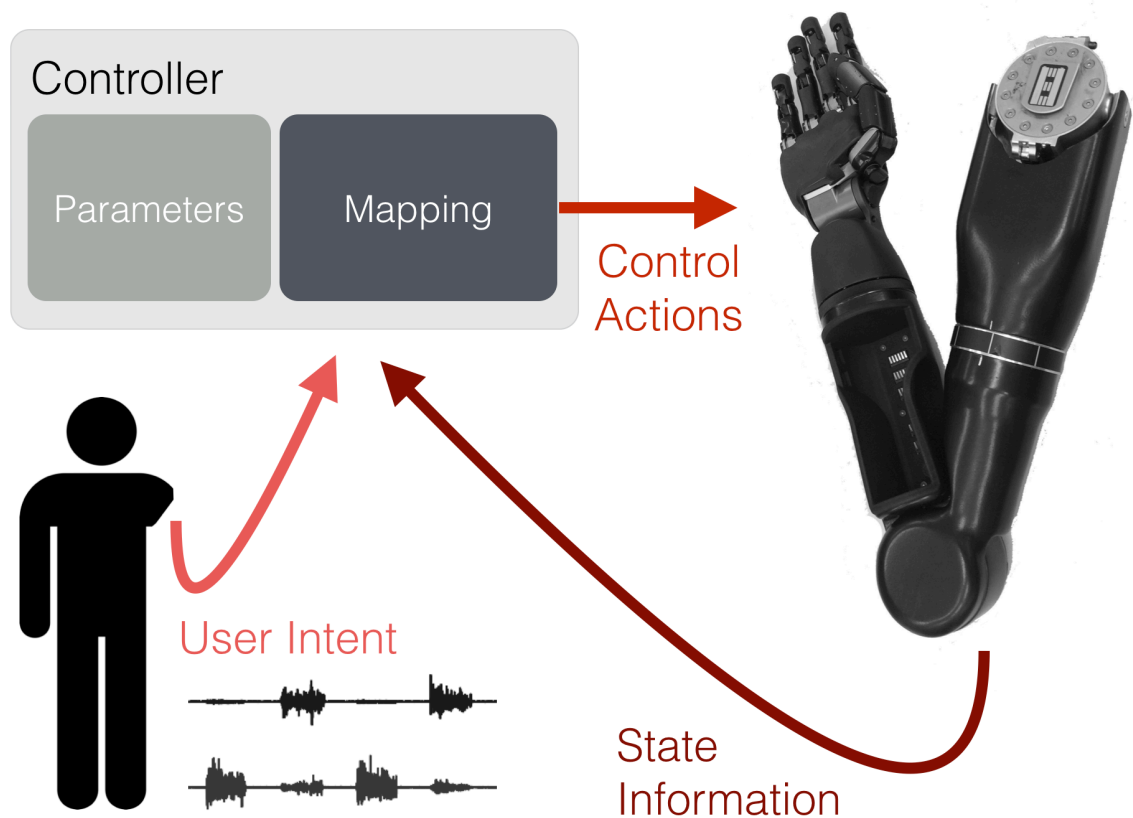 Controller
Parameters
Mapping
Control
Actions
User Intent
State
Information